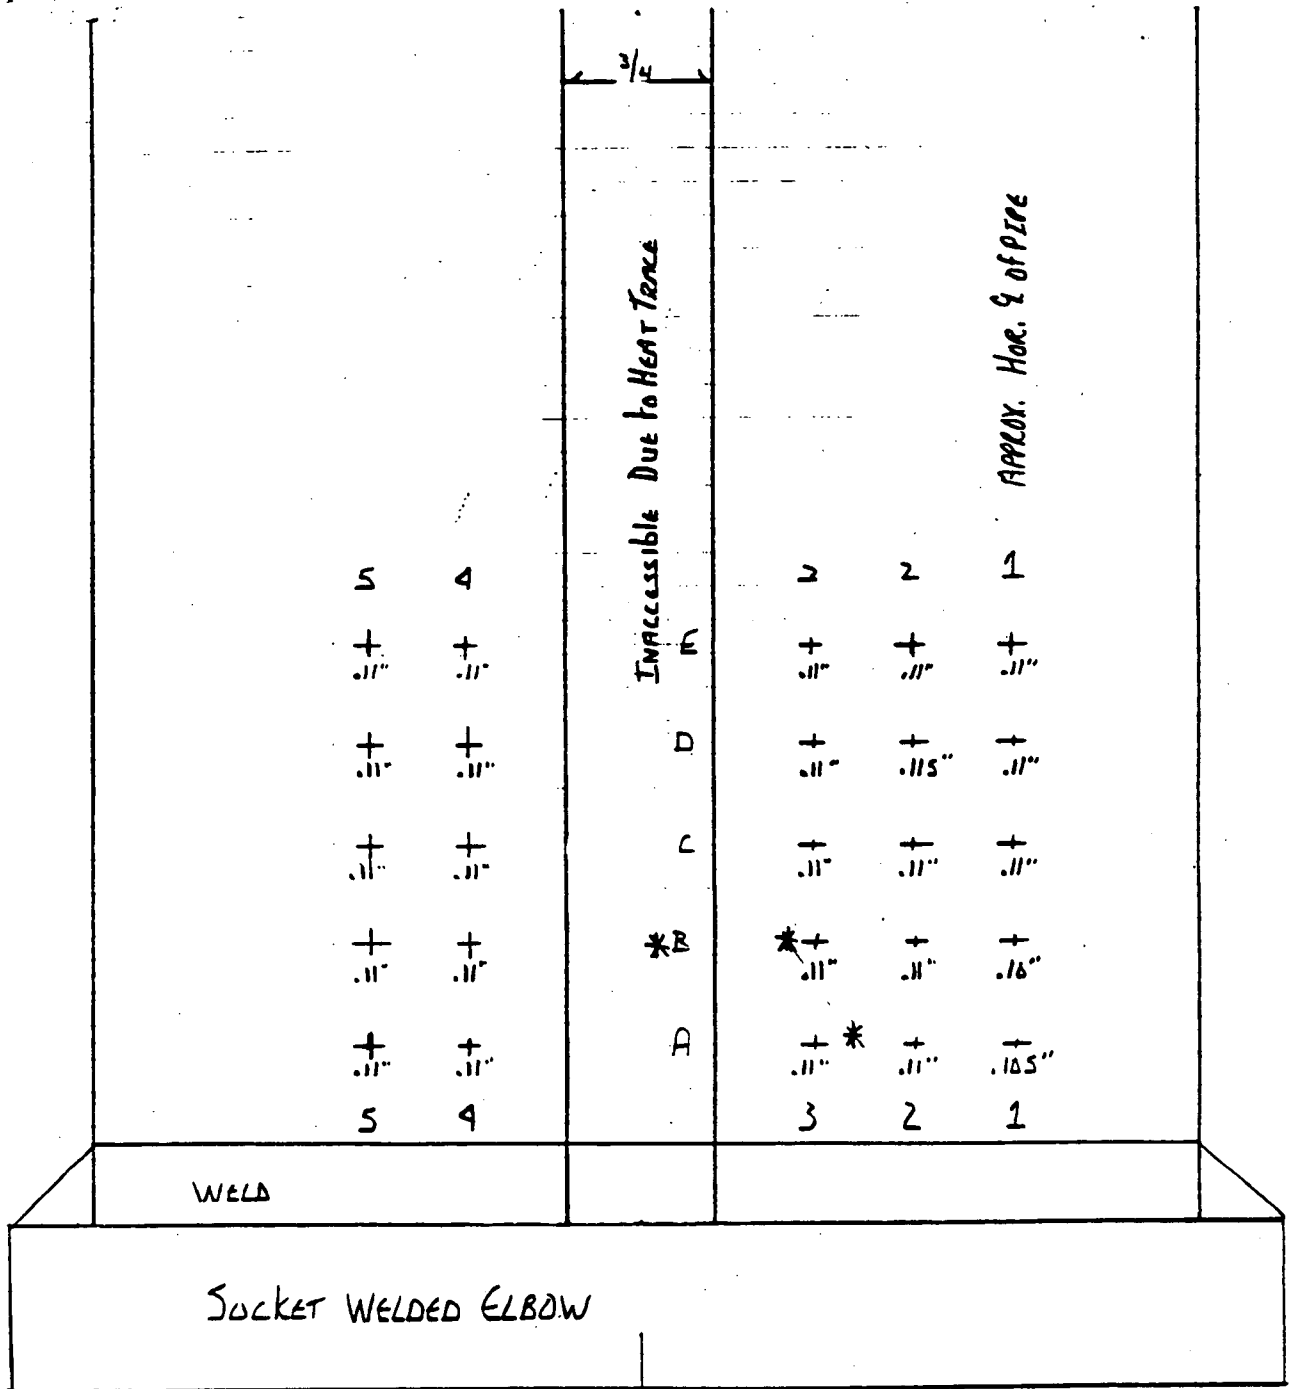 3/4
Inaccessible Due to Heat Trace
Approx. Hor. ℄ of Pipe
5 4 3 2 1
E
.11" .11" .11" .11" .11"
D
.11" .11" .11" .115" .11"
C
.11" .11" .11" .11" .11"
*B *
.11" .11" .11" .11" .10"
A *
.11" .11" .11" .11" .105"
5 4 3 2 1
WELD
SOCKET WELDED ELBOW